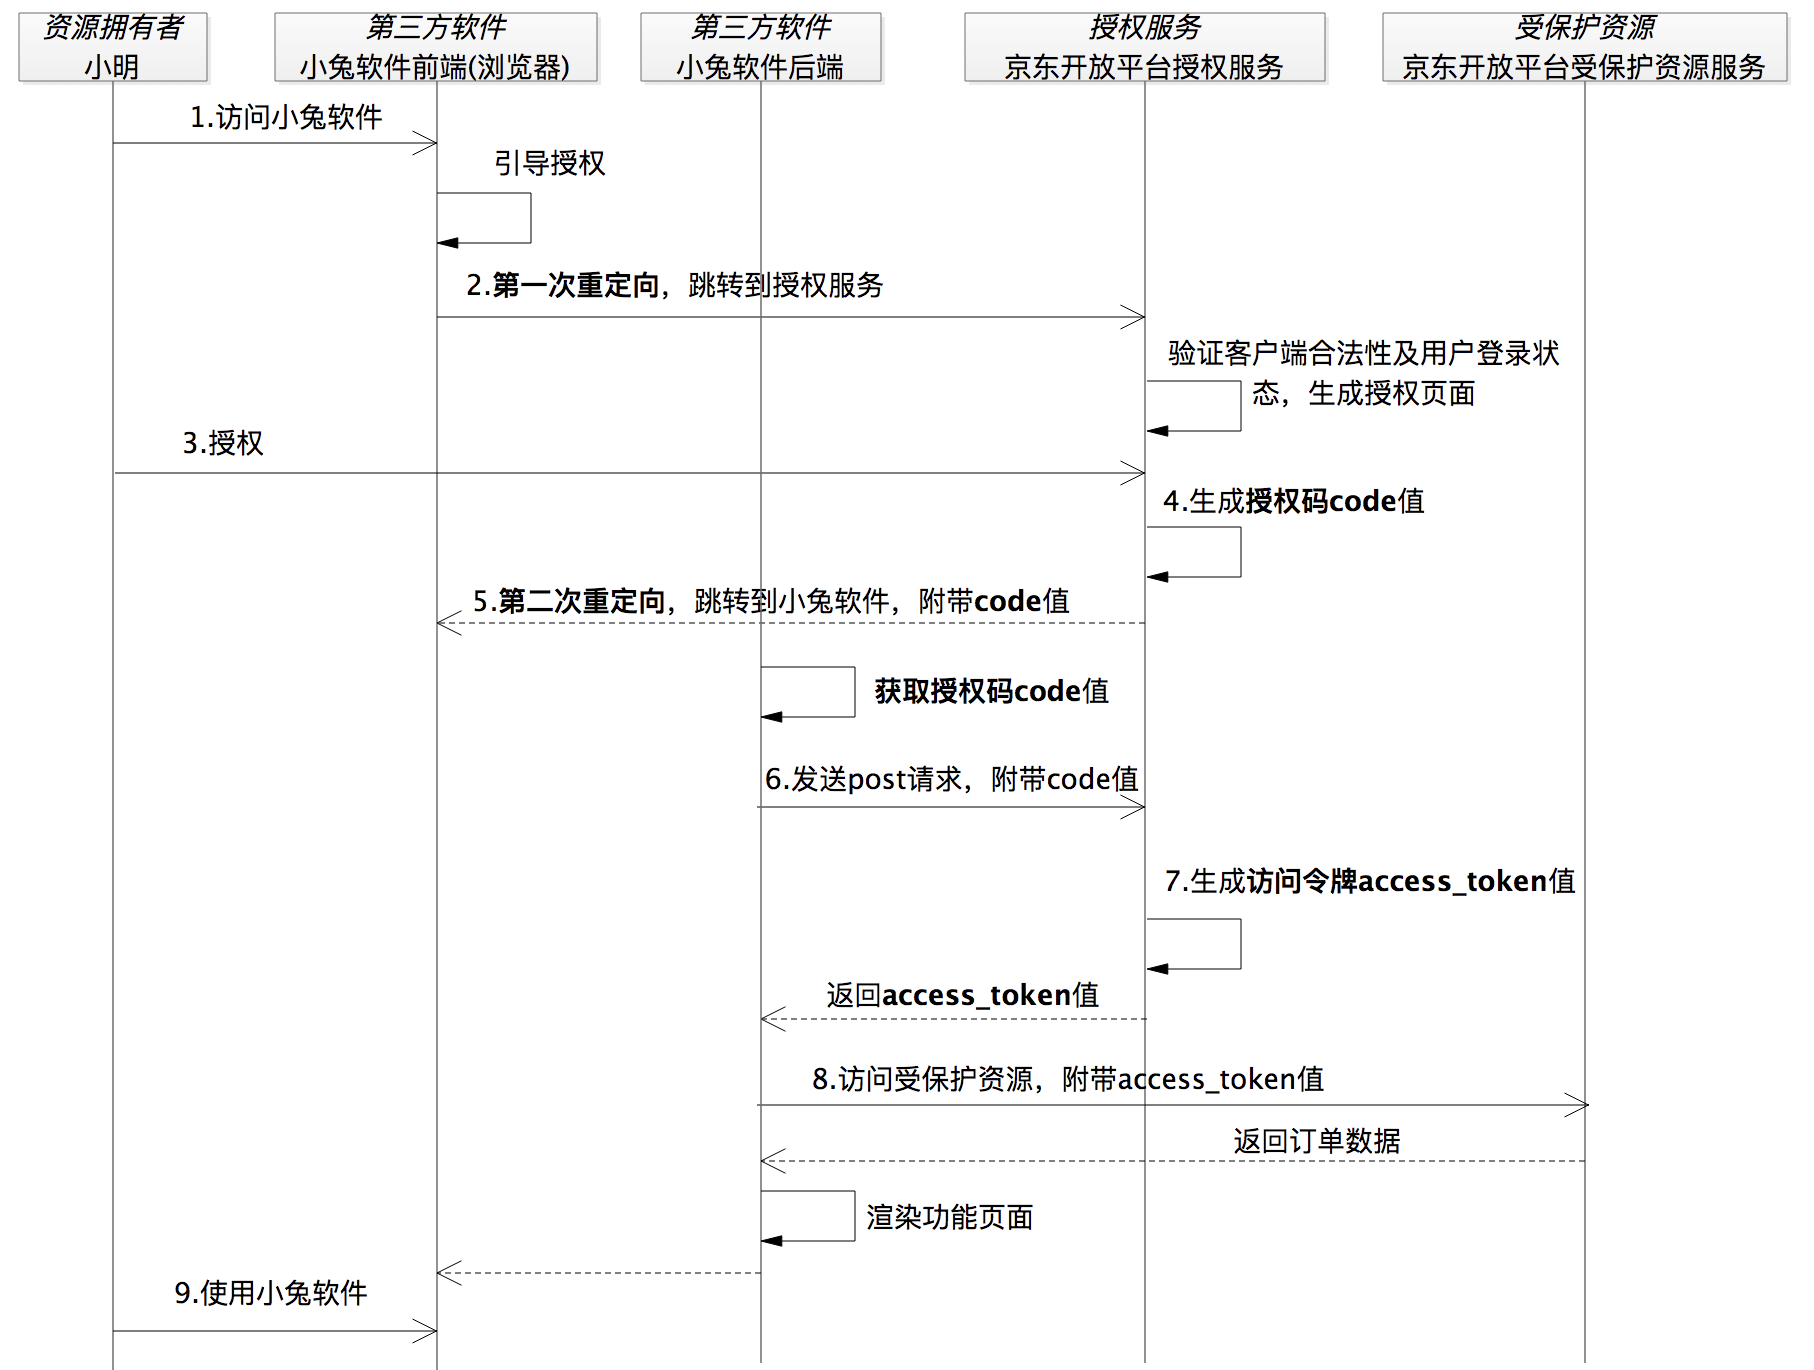 资源拥有者
小明
第三方软件
小兔软件前端(浏览器)
第三方软件
小兔软件后端
授权服务
京东开放平台授权服务
受保护资源
京东开放平台受保护资源服务
1.访问小兔软件
引导授权
2.第一次重定向，跳转到授权服务
验证客户端合法性及用户登录状
态，生成授权页面
3.授权
4.生成授权码code值
5.第二次重定向，跳转到小兔软件，附带code值
获取授权码code值
6.发送post请求，附带code值
7.生成访问令牌access_token值
返回access_token值
8.访问受保护资源，附带access_token值
返回订单数据
渲染功能页面
9.使用小兔软件